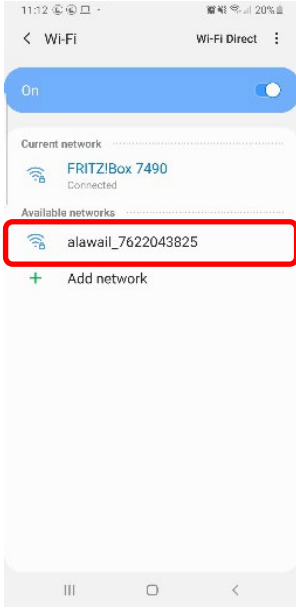 11:12 20%
Wi-Fi Wi-Fi Direct
On
Current network
FRITZ!Box 7490
Connected
Available networks
alawail_7622043825
Add network